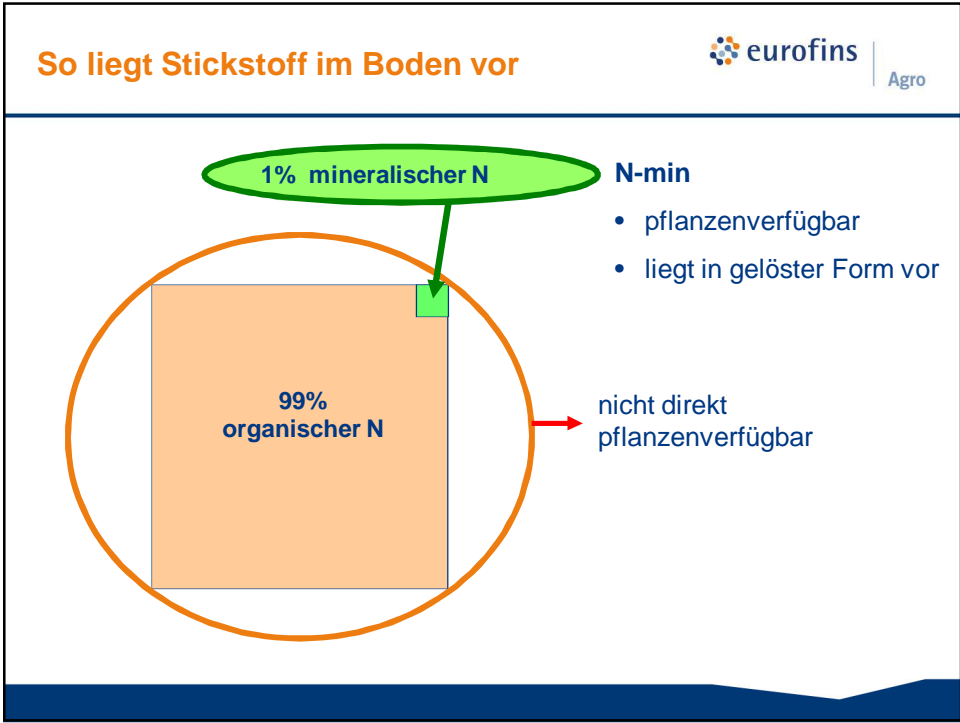 So liegt Stickstoff im Boden vor
eurofins
Agro
1% mineralischer N
N-min
• pflanzenverfügbar
• liegt in gelöster Form vor
99%
organischer N
nicht direkt
pflanzenverfügbar